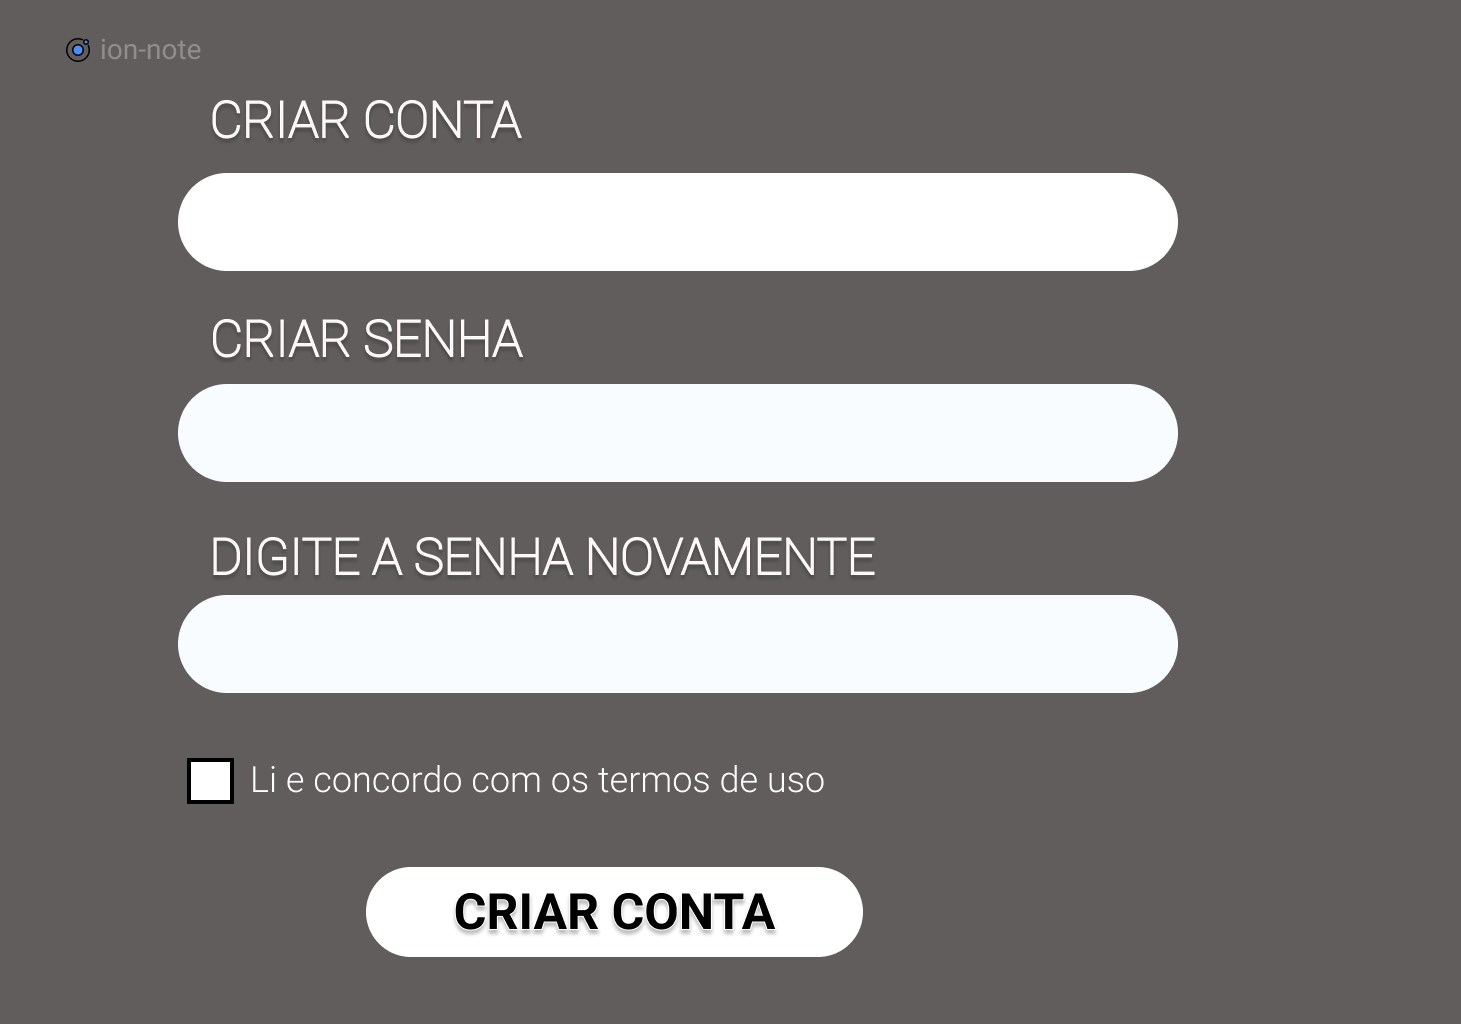 ion-note
CRIAR CONTA
CRIAR SENHA
DIGITE A SENHA NOVAMENTE
Li e concordo com os termos de uso
CRIAR CONTA